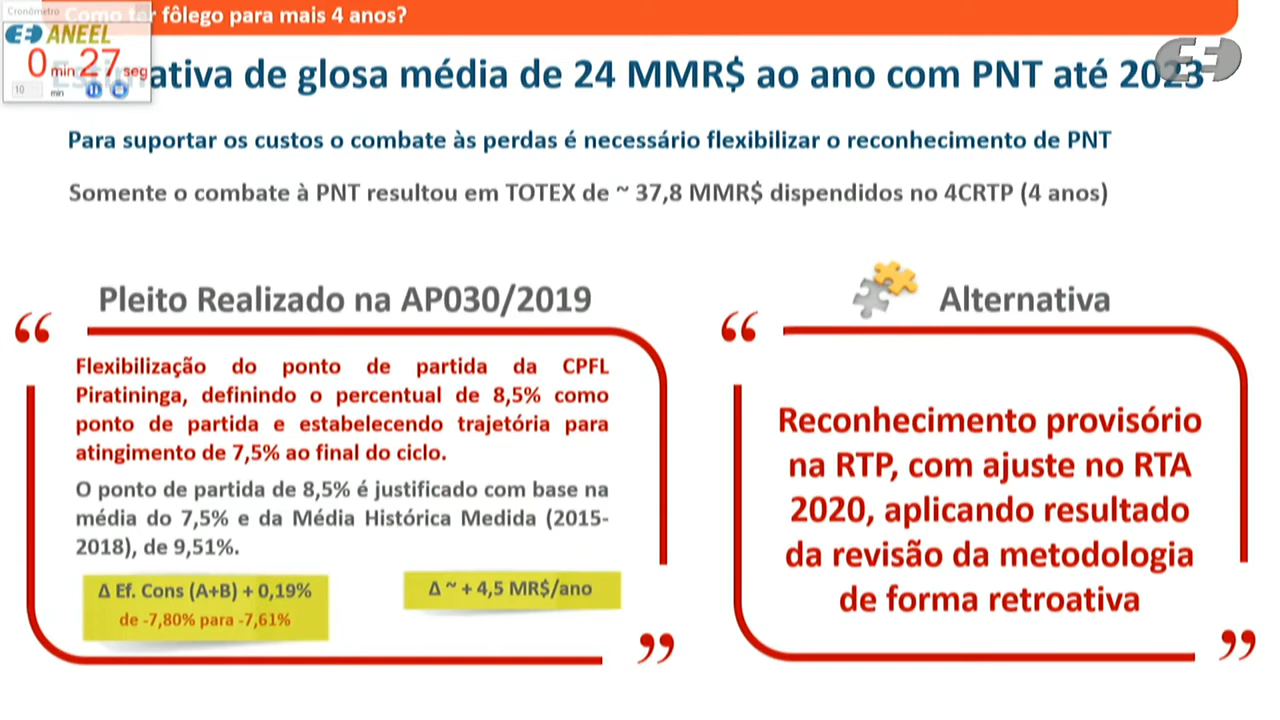 Cronômetro
Como ter fôlego para mais 4 anos?
ANEEL
0 min 27 seg
10 min
Estimativa de glosa média de 24 MMR$ ao ano com PNT até 2023
Para suportar os custos o combate às perdas é necessário flexibilizar o reconhecimento de PNT
Somente o combate à PNT resultou em TOTEX de ~ 37,8 MMR$ dispendidos no 4CRTP (4 anos)
Pleito Realizado na AP030/2019
“
Flexibilização do ponto de partida da CPFL
Piratininga, definindo o percentual de 8,5% como
ponto de partida e estabelecendo trajetória para
atingimento de 7,5% ao final do ciclo.
O ponto de partida de 8,5% é justificado com base na
média do 7,5% e da Média Histórica Medida (2015-
2018), de 9,51%.
Δ Ef. Cons (A+B) + 0,19%
de -7,80% para -7,61%
Δ ~ + 4,5 MR$/ano
”
Alternativa
“
Reconhecimento provisório
na RTP, com ajuste no RTA
2020, aplicando resultado
da revisão da metodologia
de forma retroativa
”